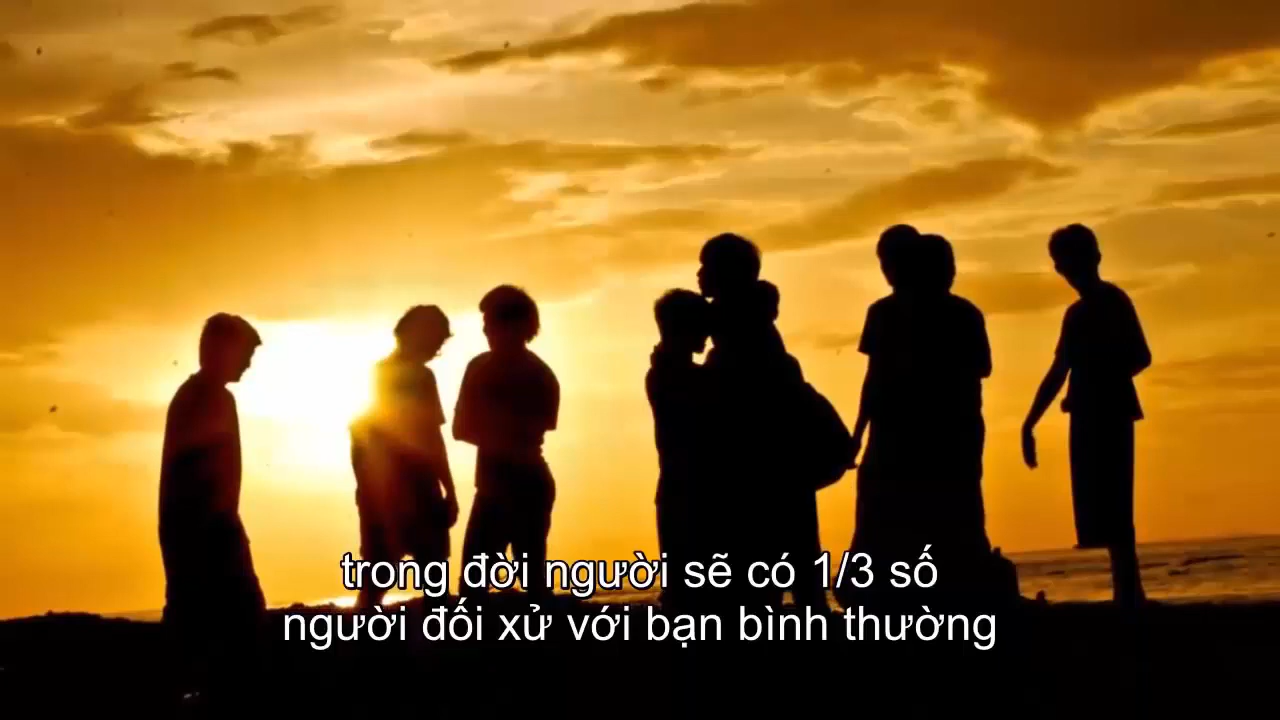 trong đời người sẽ có 1/3 số
người đối xử với bạn bình thường